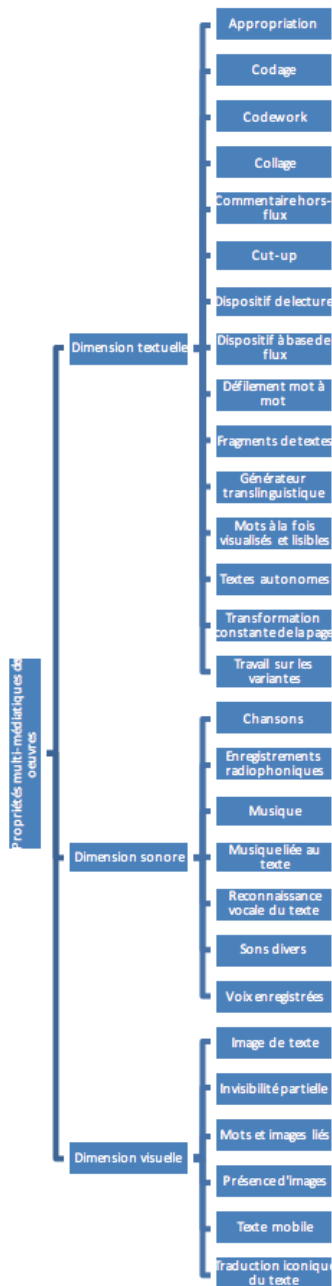 Propriétés multi-médiatiques des
oeuvres
Dimension textuelle
Appropriation
Codage
Codework
Collage
Commentaire hors-
flux
Cut-up
Dispositif de lecture
Dispositif à base de
flux
Défilement mot à
mot
Fragments de textes
Générateur
translinguistique
Mots à la fois
visualisés et lisibles
Textes autonomes
Transformation
constante de la page
Travail sur les
variantes
Dimension sonore
Chansons
Enregistrements
radiophoniques
Musique
Musique liée au
texte
Reconnaissance
vocale du texte
Sons divers
Voix enregistrées
Dimension visuelle
Image de texte
Invisibilité partielle
Mots et images liés
Présence d'images
Texte mobile
Traduction iconique
du texte